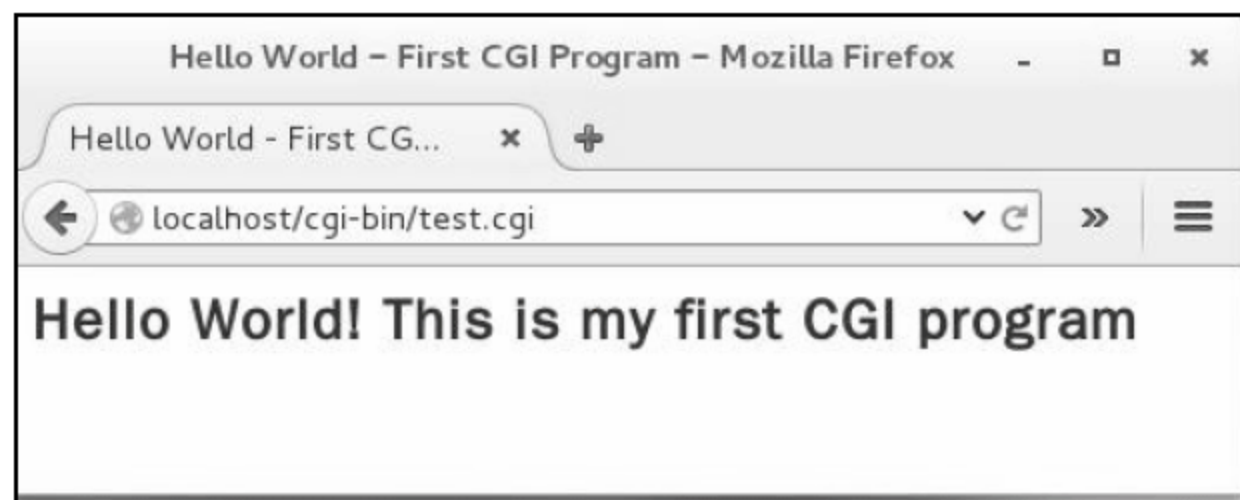 Hello World – First CGI Program – Mozilla Firefox
Hello World - First CG...
localhost/cgi-bin/test.cgi
Hello World! This is my first CGI program